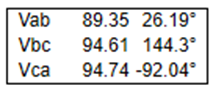 Vab 89.35 26.19°
Vbc 94.61 144.3°
Vca 94.74 -92.04°